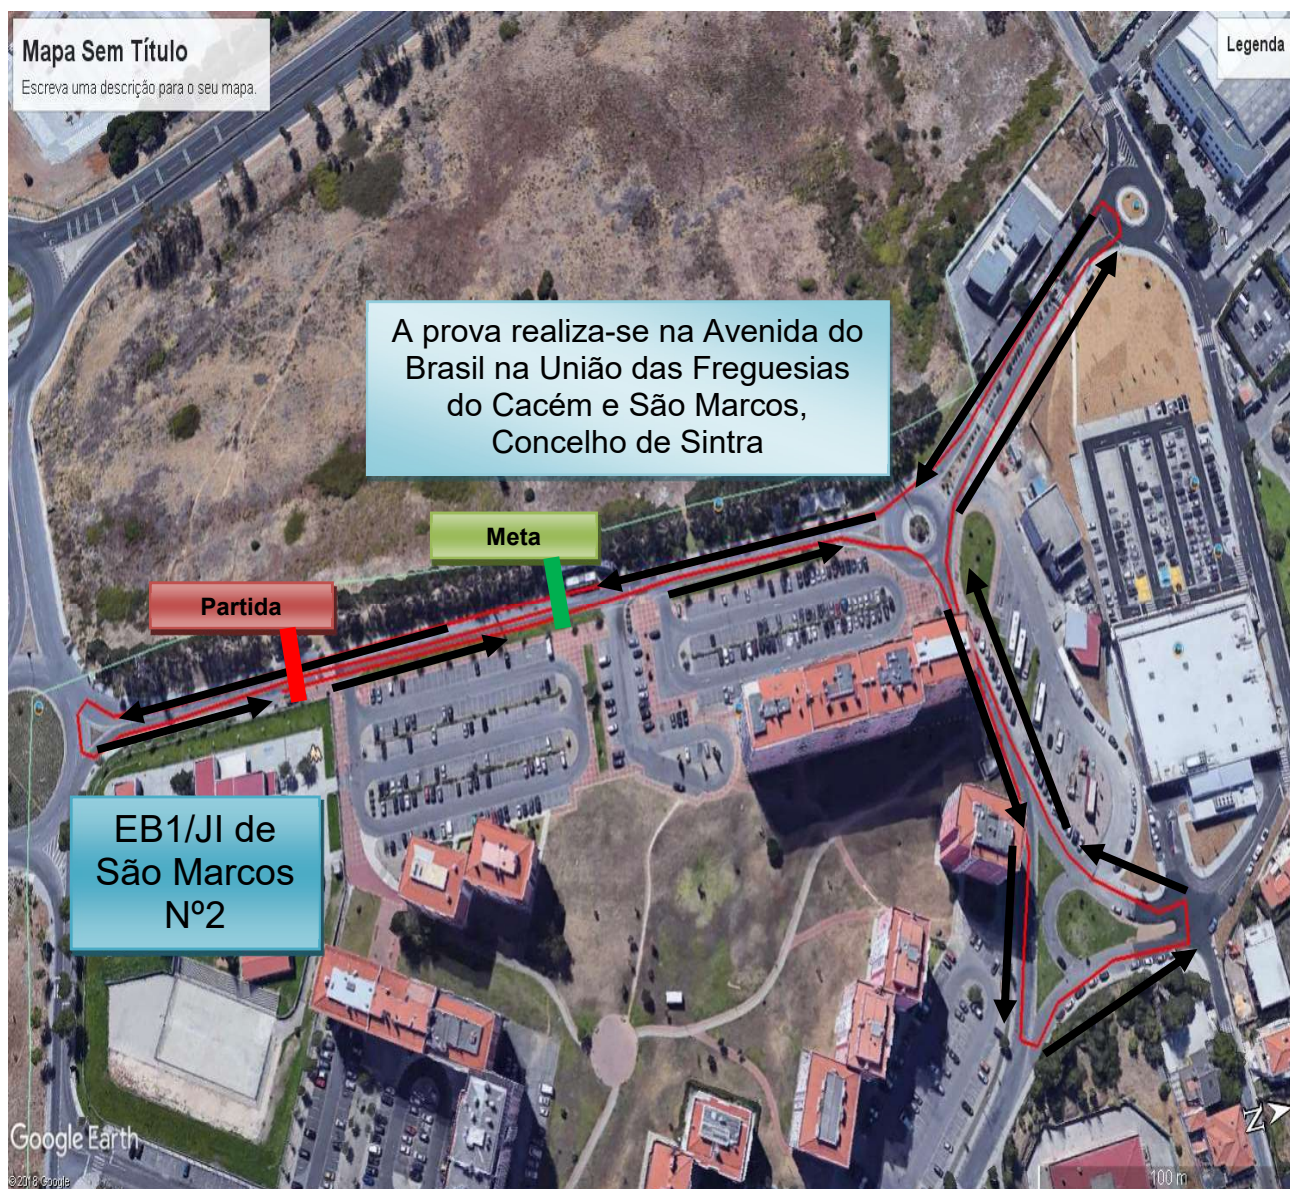 Mapa Sem Título
Escreva uma descrição para o seu mapa.
Legenda
A prova realiza-se na Avenida do
Brasil na União das Freguesias
do Cacém e São Marcos,
Concelho de Sintra
Meta
Partida
EB1/JI de
São Marcos
Nº2
Google Earth
©2018 Google
100 m
N